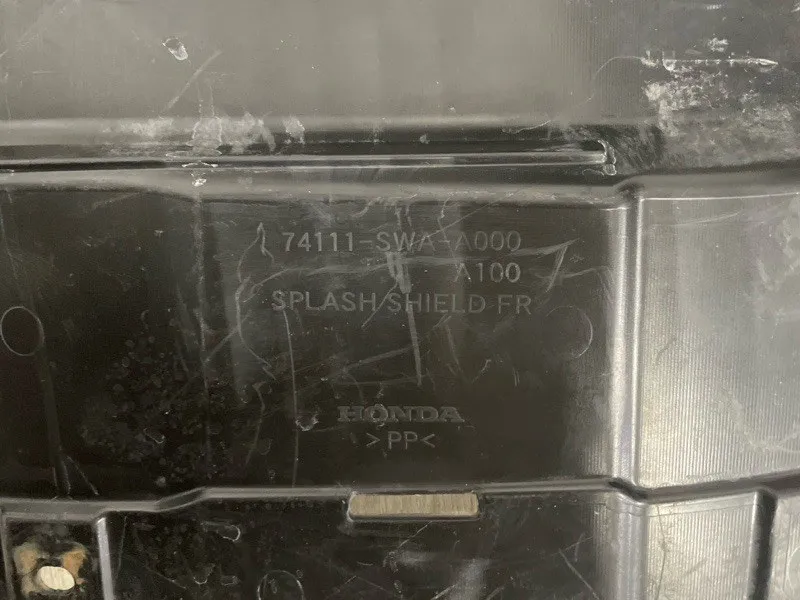 74111-SWA-A000
A100
SPLASH SHIELD FR
HONDA
>PP<